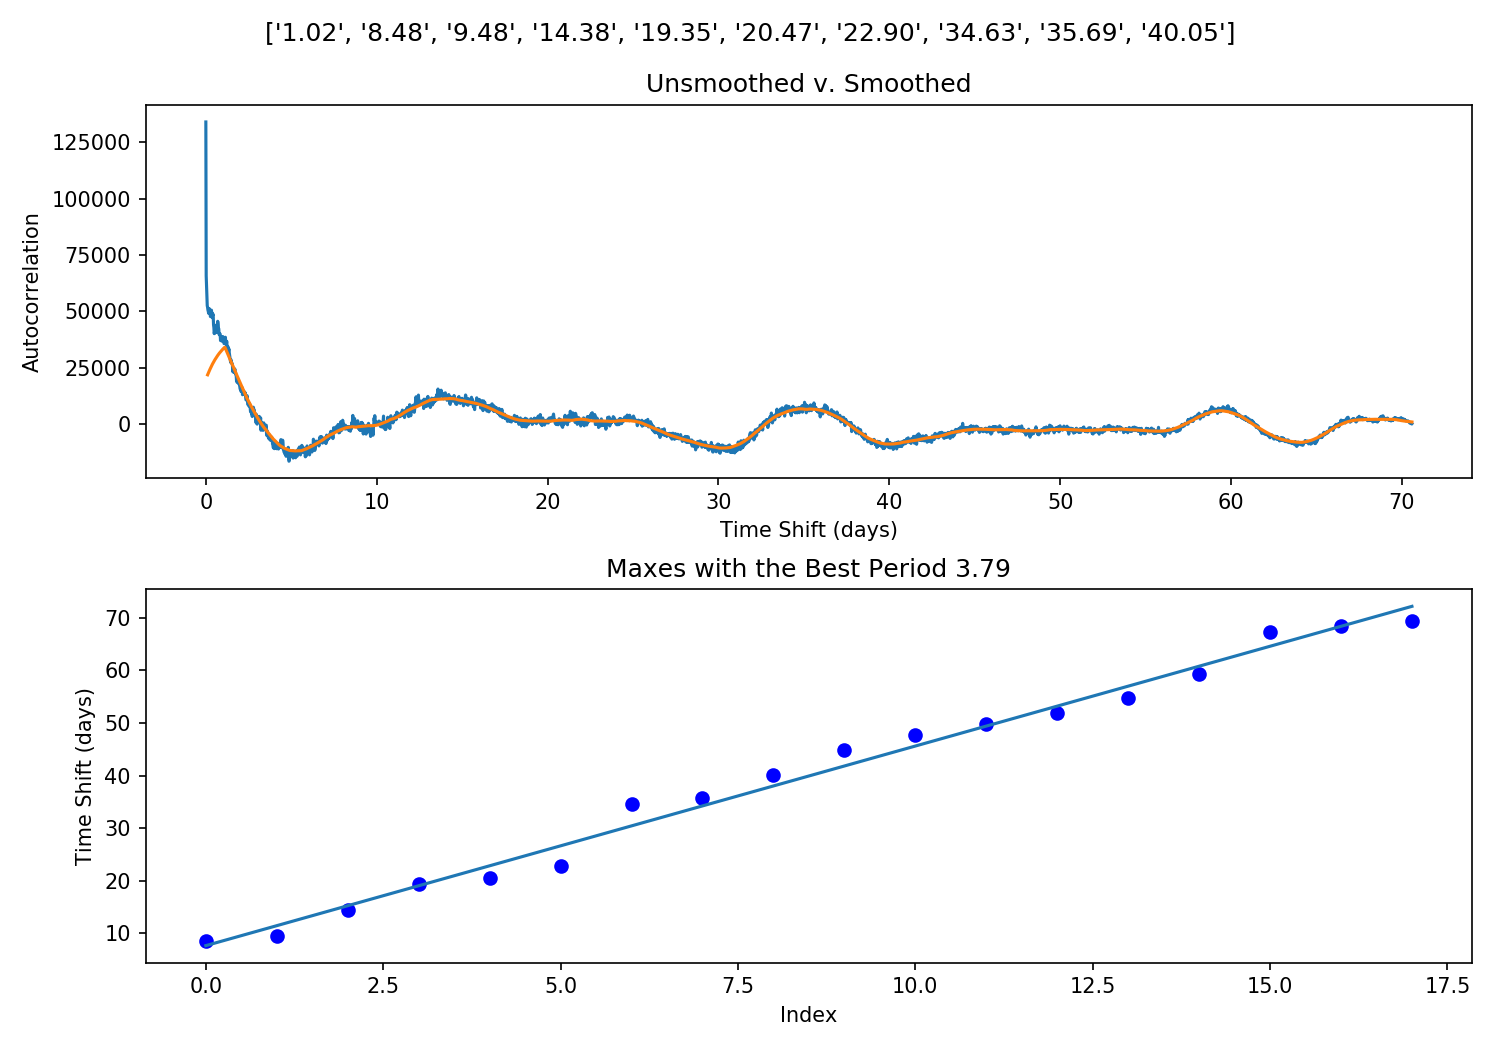 ['1.02', '8.48', '9.48', '14.38', '19.35', '20.47', '22.90', '34.63', '35.69', '40.05']
Unsmoothed v. Smoothed
Autocorrelation
125000
100000
75000
50000
25000
0
0 10 20 30 40 50 60 70
Time Shift (days)
Maxes with the Best Period 3.79
Time Shift (days)
70
60
50
40
30
20
10
0.0 2.5 5.0 7.5 10.0 12.5 15.0 17.5
Index